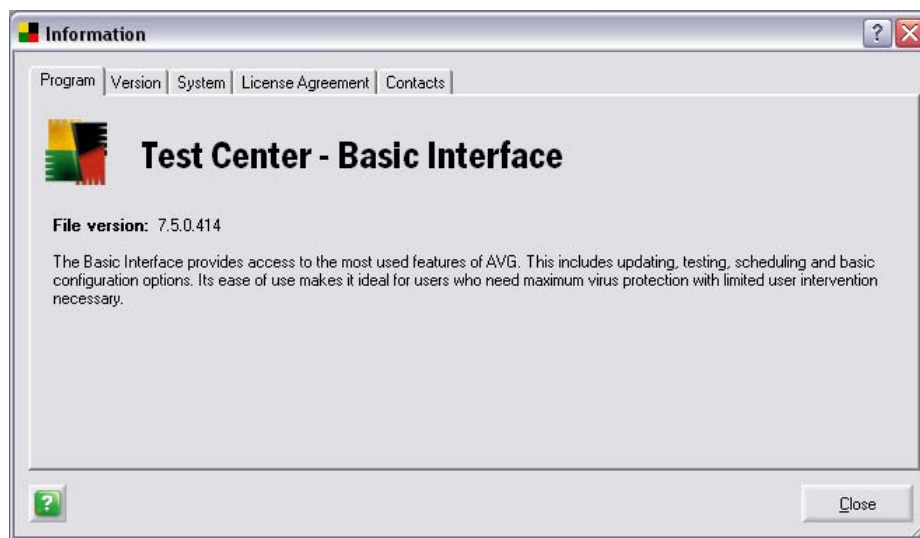 Information
Program
Version
System
License Agreement
Contacts
Test Center - Basic Interface
File version: 7.5.0.414
The Basic Interface provides access to the most used features of AVG. This includes updating, testing, scheduling and basic
configuration options. Its ease of use makes it ideal for users who need maximum virus protection with limited user intervention
necessary.
Close